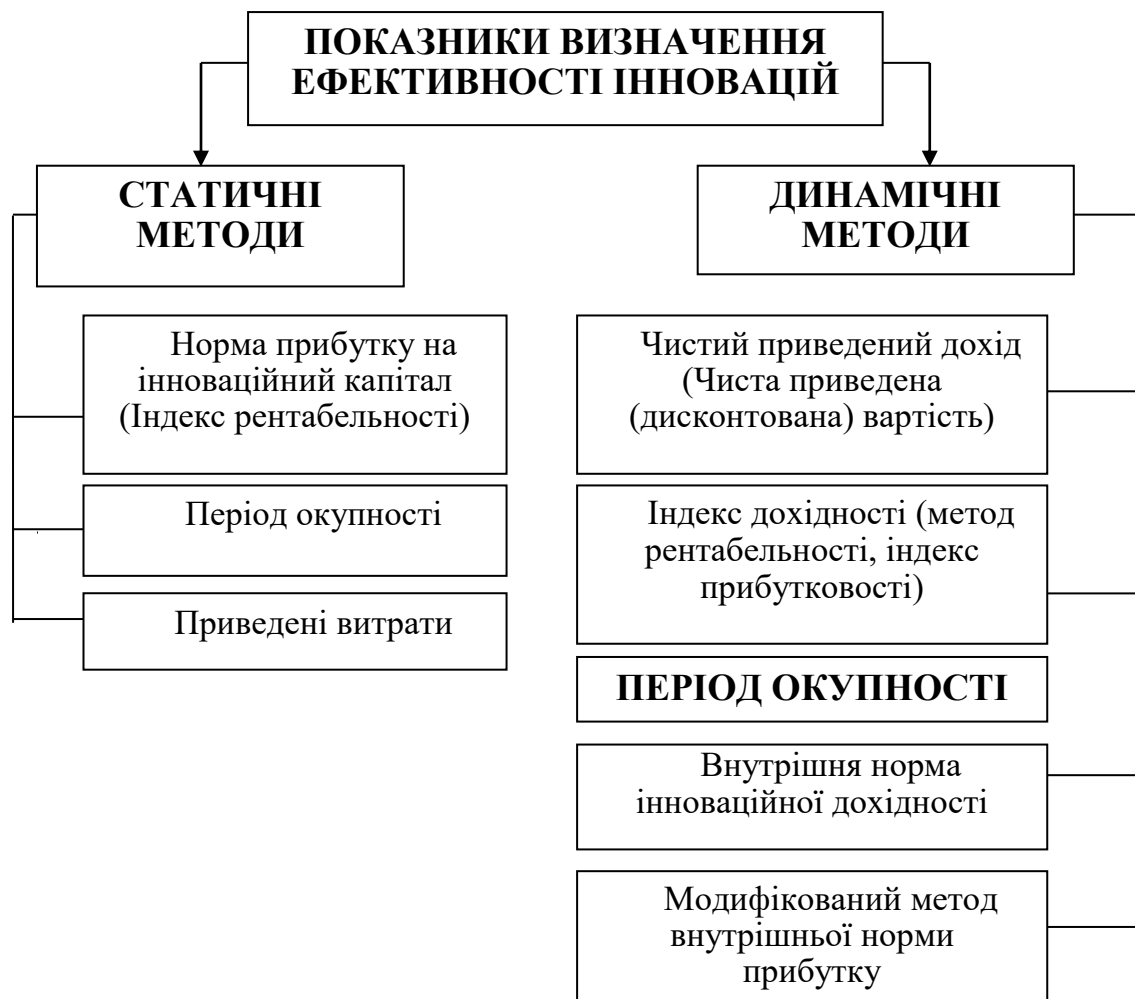 ПОКАЗНИКИ ВИЗНАЧЕННЯ
ЕФЕКТИВНОСТІ ІННОВАЦІЙ
СТАТИЧНІ
МЕТОДИ
Норма прибутку на
інноваційний капітал
(Індекс рентабельності)
Період окупності
Приведені витрати
ДИНАМІЧНІ
МЕТОДИ
Чистий приведений дохід
(Чиста приведена
(дисконтована) вартість)
Індекс дохідності (метод
рентабельності, індекс
прибутковості)
ПЕРІОД ОКУПНОСТІ
Внутрішня норма
інноваційної дохідності
Модифікований метод
внутрішньої норми
прибутку